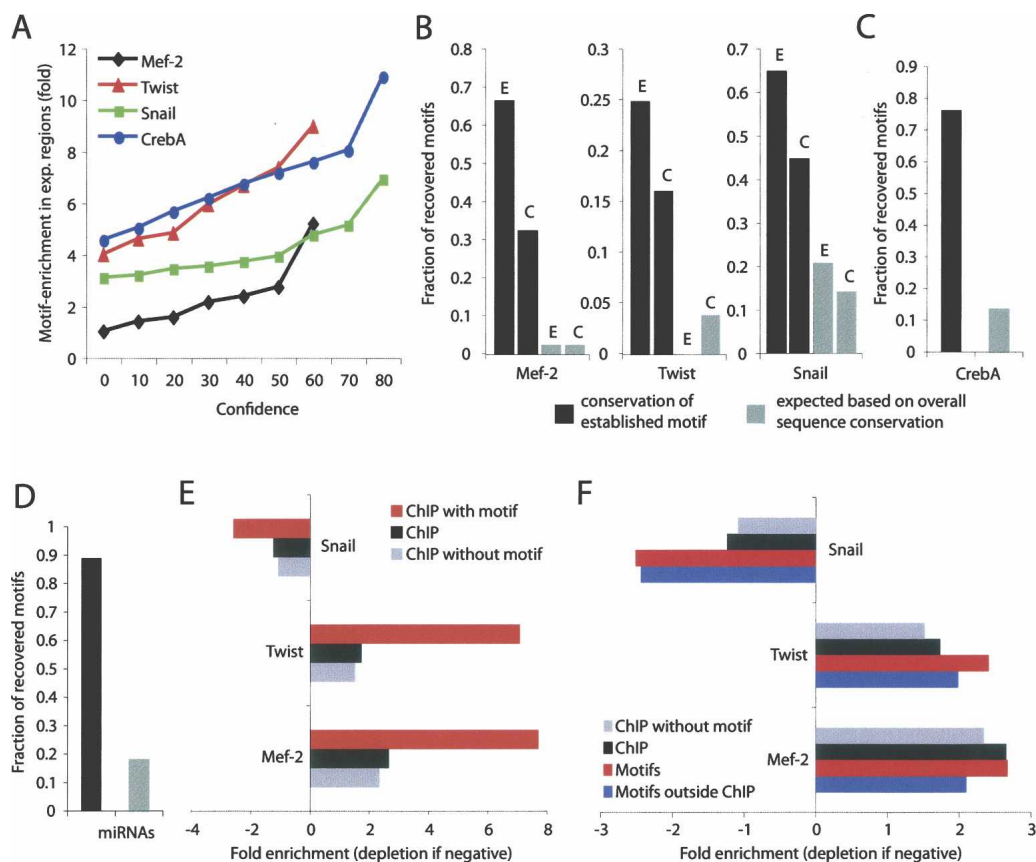 A
Motif-enrichment in exp. regions (fold)
12
10
8
6
4
2
0
Mef-2
Twist
Snail
CrebA
0 10 20 30 40 50 60 70 80
Confidence
B
Fraction of recovered motifs
0.8
0.7
0.6
0.5
0.4
0.3
0.2
0.1
0
E
C
E C
Mef-2
0.3
0.25
0.2
0.15
0.1
0.05
0
E
C
E
C
Twist
0.7
0.6
0.5
0.4
0.3
0.2
0.1
0
E
C
E
C
Snail
C
Fraction of recovered motifs
0.9
0.8
0.7
0.6
0.5
0.4
0.3
0.2
0.1
0
CrebA
conservation of
established motif
expected based on overall
sequence conservation
D
Fraction of recovered motifs
1
0.9
0.8
0.7
0.6
0.5
0.4
0.3
0.2
0.1
0
miRNAs
E
ChIP with motif
ChIP
ChIP without motif
Snail
Twist
Mef-2
-4 -2 0 2 4 6 8
Fold enrichment (depletion if negative)
F
Snail
Twist
Mef-2
ChIP without motif
ChIP
Motifs
Motifs outside ChIP
-3 -2 -1 0 1 2 3
Fold enrichment (depletion if negative)